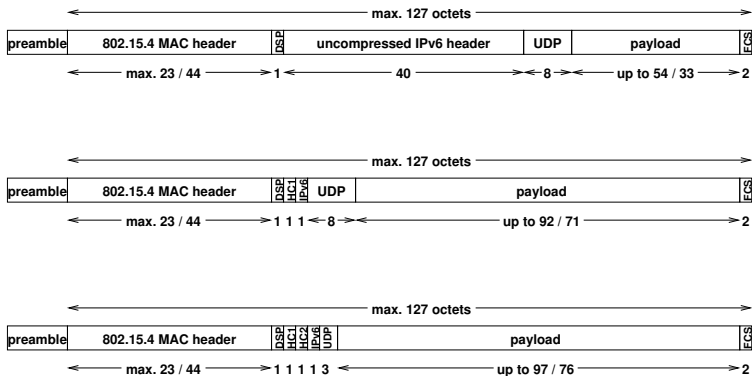 max. 127 octets
preamble 802.15.4 MAC header DSP uncompressed IPv6 header UDP payload FCS
max. 23 / 44 1 40 8 up to 54 / 33 2
max. 127 octets
preamble 802.15.4 MAC header DSP HC1 IPv6 UDP payload FCS
max. 23 / 44 1 1 1 8 up to 92 / 71 2
max. 127 octets
preamble 802.15.4 MAC header DSP HC1 HC2 IPv6 UDP payload FCS
max. 23 / 44 1 1 1 1 3 up to 97 / 76 2